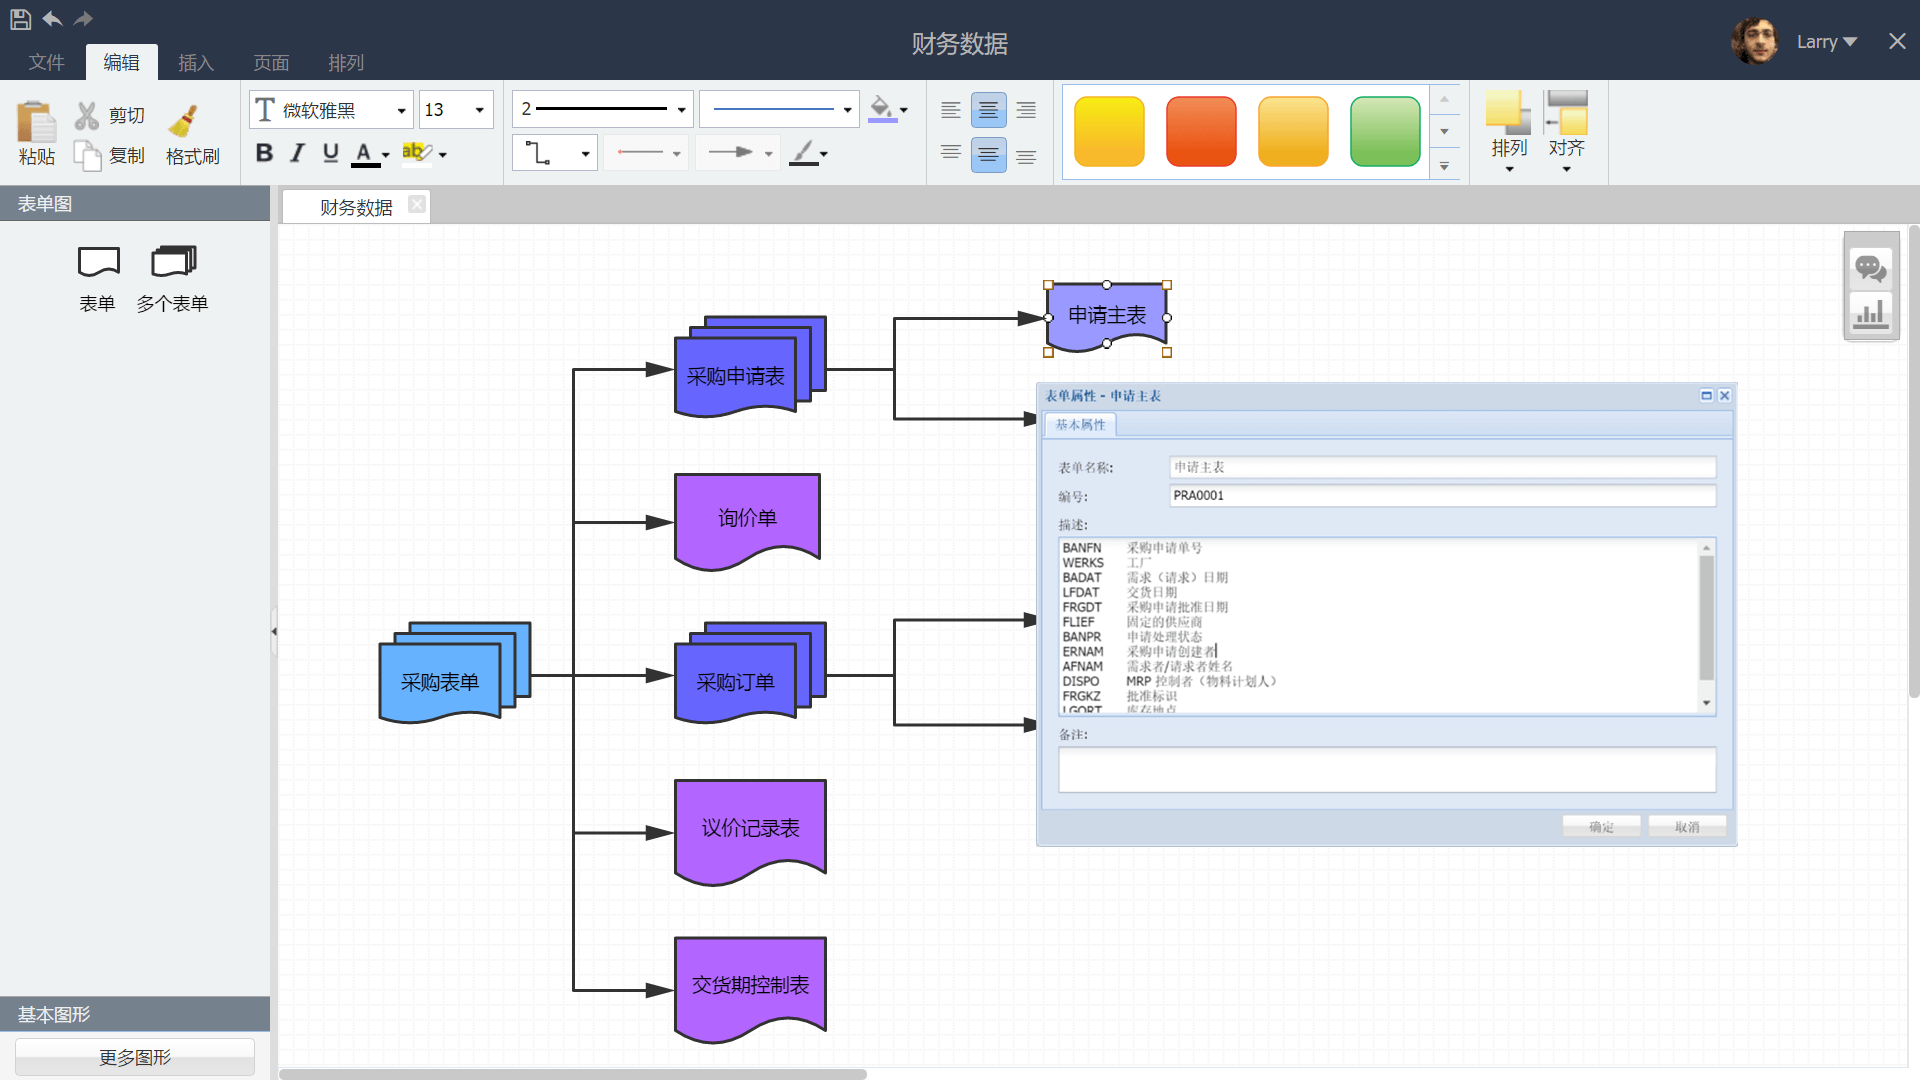 财务数据
Larry
文件 编辑 插入 页面 排列
粘贴
剪切
复制
格式刷
微软雅黑 13
B I U A ab
2
排列 对齐
表单图
财务数据
表单 多个表单
采购表单
采购申请表
询价单
采购订单
议价记录表
交货期控制表
申请主表
表单属性 - 申请主表
基本属性
表单名称: 申请主表
编号: PRA0001
描述:
BANFN 采购申请单号
WERKS 工厂
BADAT 需求（请求）日期
LFDAT 交货日期
FRGDT 采购申请批准日期
FLIEF 固定的供应商
BANPR 申请处理状态
ERNAM 采购申请创建者
AFNAM 需求者/请求者姓名
DISPO MRP 控制者（物料计划人）
FRGKZ 批准标识
LGORT 库存地点
备注:
确定 取消
基本图形
更多图形